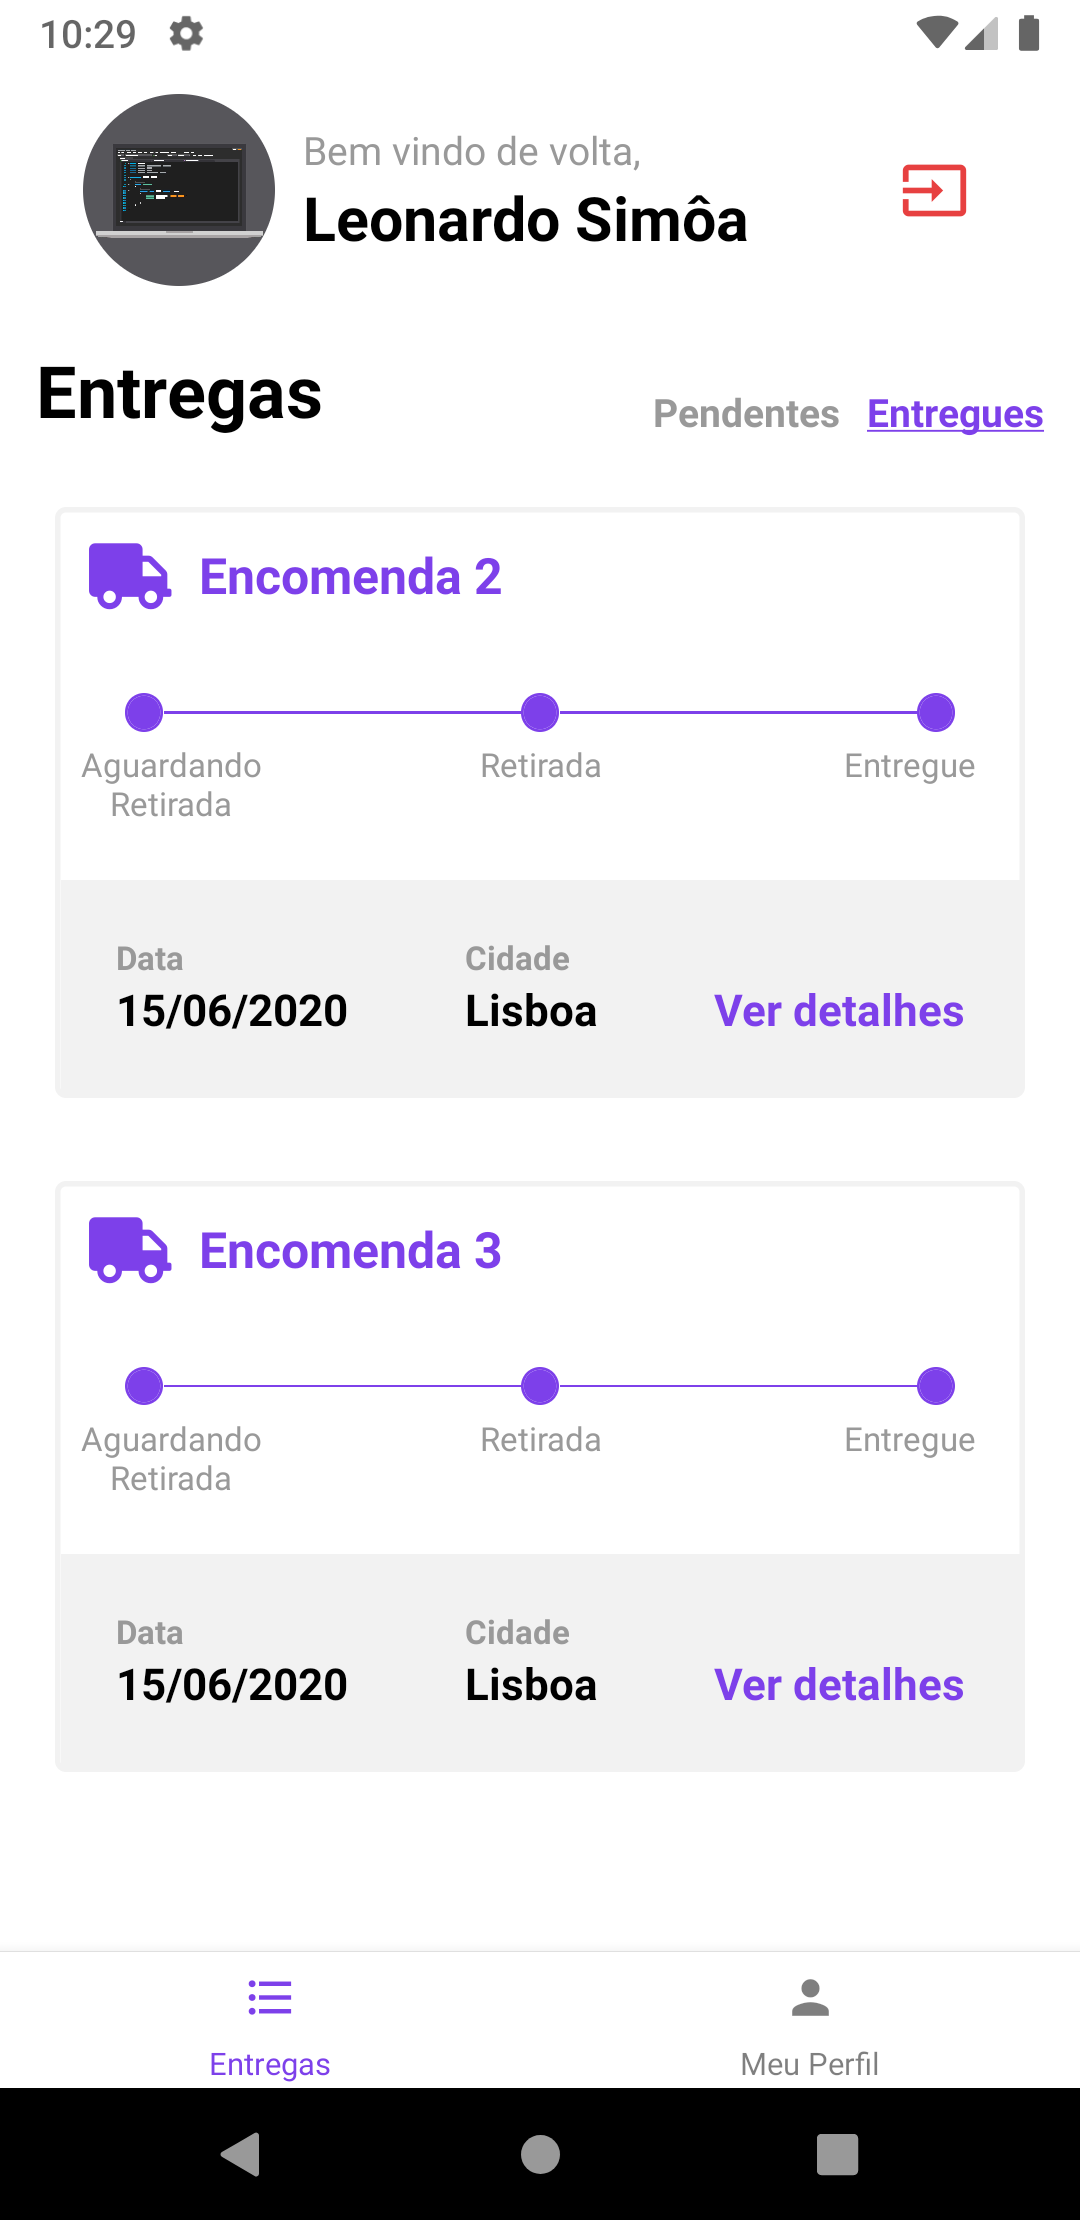 10:29
Bem vindo de volta,
Leonardo Simôa
Entregas
Pendentes Entregues
Encomenda 2
Aguardando Retirada Entregue
Retirada
Data Cidade
15/06/2020 Lisboa Ver detalhes
Encomenda 3
Aguardando Retirada Entregue
Retirada
Data Cidade
15/06/2020 Lisboa Ver detalhes
Entregas Meu Perfil